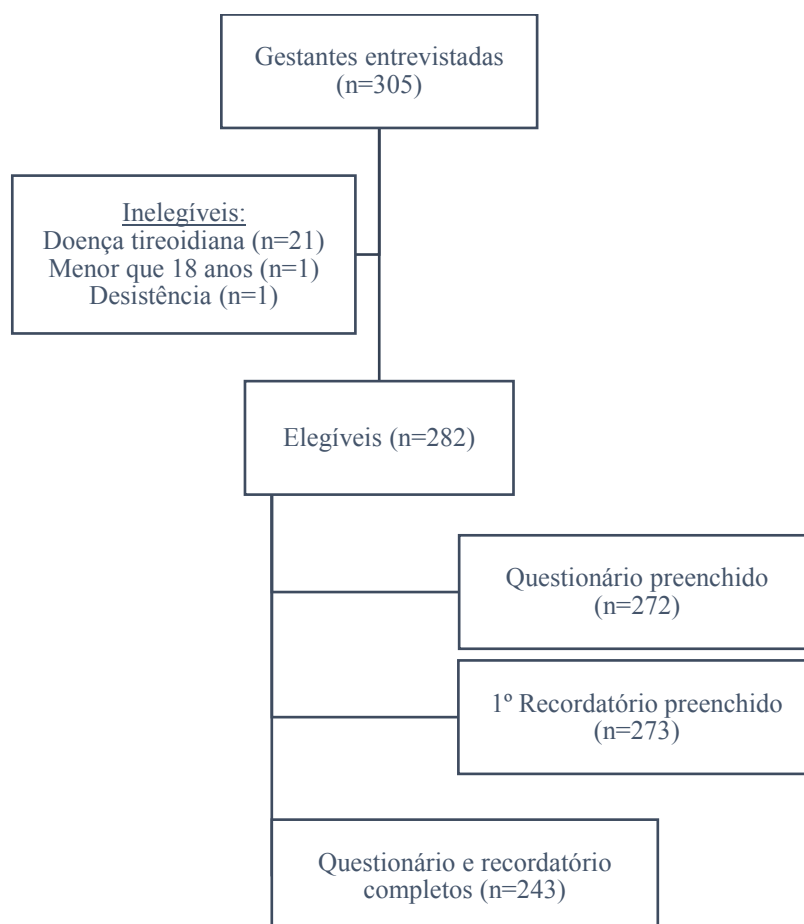 Gestantes entrevistadas
(n=305)
Inelegíveis:
Doença tireoidiana (n=21)
Menor que 18 anos (n=1)
Desistência (n=1)
Elegíveis (n=282)
Questionário preenchido
(n=272)
1º Recordatório preenchido
(n=273)
Questionário e recordatório
completos (n=243)